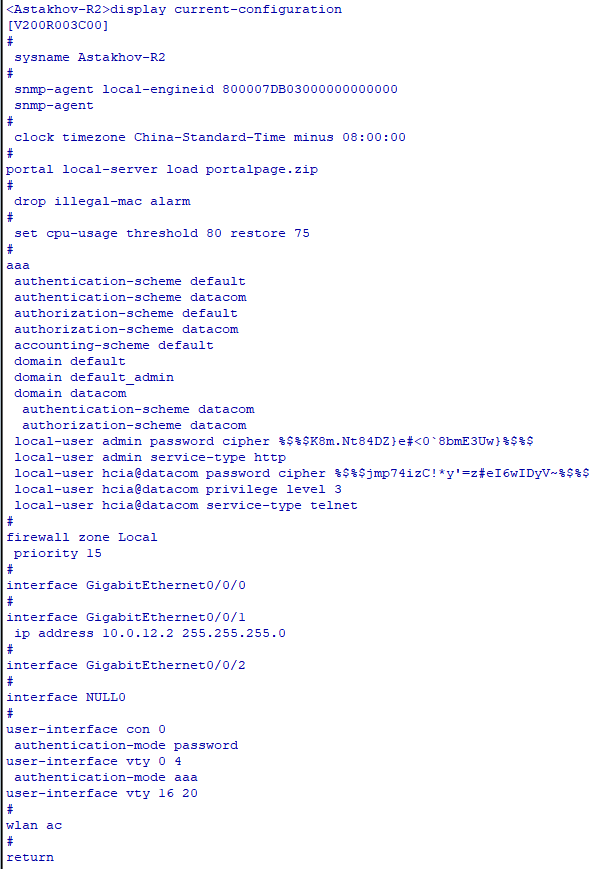 <Astakhov-R2>display current-configuration
[V200R003C00]
#
 sysname Astakhov-R2
#
 snmp-agent local-engineid 800007DB03000000000000
 snmp-agent
#
 clock timezone China-Standard-Time minus 08:00:00
#
portal local-server load portalpage.zip
#
 drop illegal-mac alarm
#
 set cpu-usage threshold 80 restore 75
#
aaa
 authentication-scheme default
 authentication-scheme datacom
 authorization-scheme default
 authorization-scheme datacom
 accounting-scheme default
 domain default
 domain default_admin
 domain datacom
  authentication-scheme datacom
  authorization-scheme datacom
 local-user admin password cipher %$%$K8m.Nt84DZ}e#<0`8bmE3Uw}%$%$
 local-user admin service-type http
 local-user hcia@datacom password cipher %$%$jmp74izC!*y'=z#eI6wIDyV~%$%$
 local-user hcia@datacom privilege level 3
 local-user hcia@datacom service-type telnet
#
firewall zone Local
 priority 15
#
interface GigabitEthernet0/0/0
#
interface GigabitEthernet0/0/1
 ip address 10.0.12.2 255.255.255.0
#
interface GigabitEthernet0/0/2
#
interface NULL0
#
user-interface con 0
 authentication-mode password
user-interface vty 0 4
 authentication-mode aaa
user-interface vty 16 20
#
wlan ac
#
return